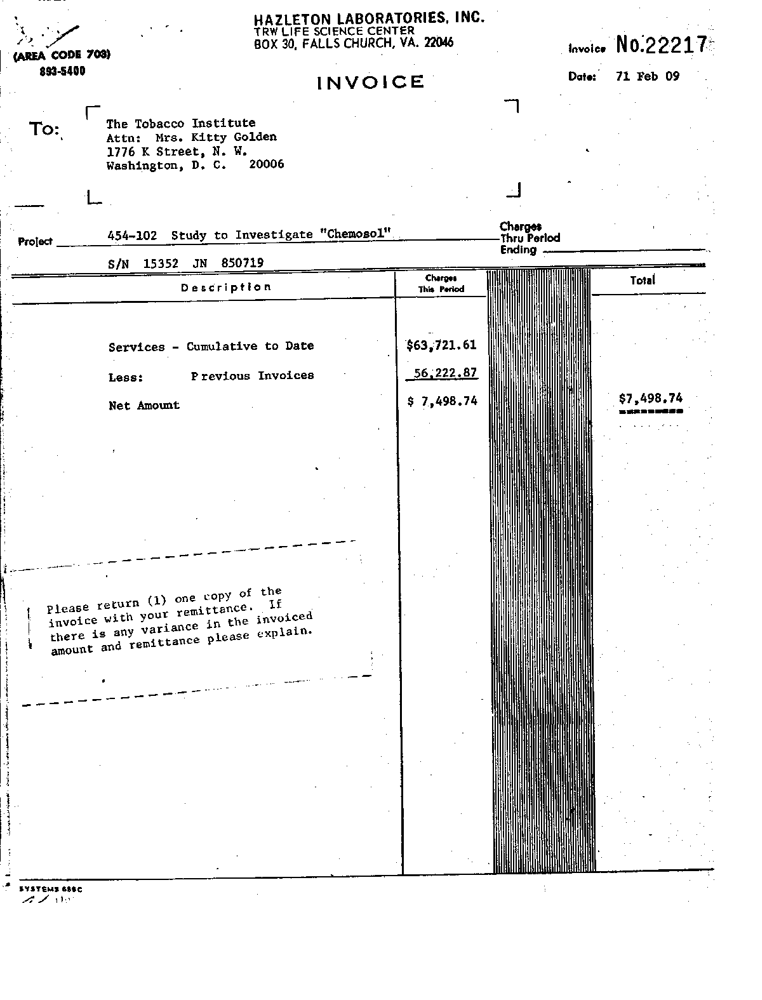 HAZLETON LABORATORIES, INC.
TRW LIFE SCIENCE CENTER
BOX 30, FALLS CHURCH, VA. 22046
(AREA CODE 703)
893-5400
Invoice No. 22217
INVOICE
Date: 71 Feb 09
To:
The Tobacco Institute
Attn: Mrs. Kitty Golden
1776 K Street, N. W.
Washington, D. C. 20006
Project 454-102 Study to Investigate "Chemosol"
Charges
Thru Period
Ending
S/N 15352 JN 850719
Description
Charges
This Period
Total
Services - Cumulative to Date $63,721.61
Less: Previous Invoices 56,222.87
Net Amount $ 7,498.74 $7,498.74
Please return (1) one copy of the
invoice with your remittance. If
there is any variance in the invoiced
amount and remittance please explain.